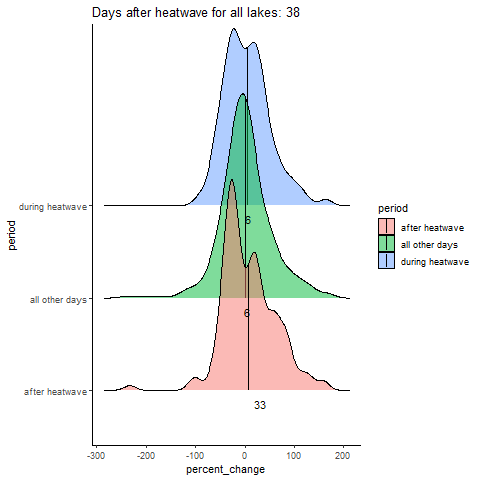 Days after heatwave for all lakes: 38
period
during heatwave
all other days
after heatwave
6
6
33
-300
-200
-100
0
100
200
percent_change
period
after heatwave
all other days
during heatwave